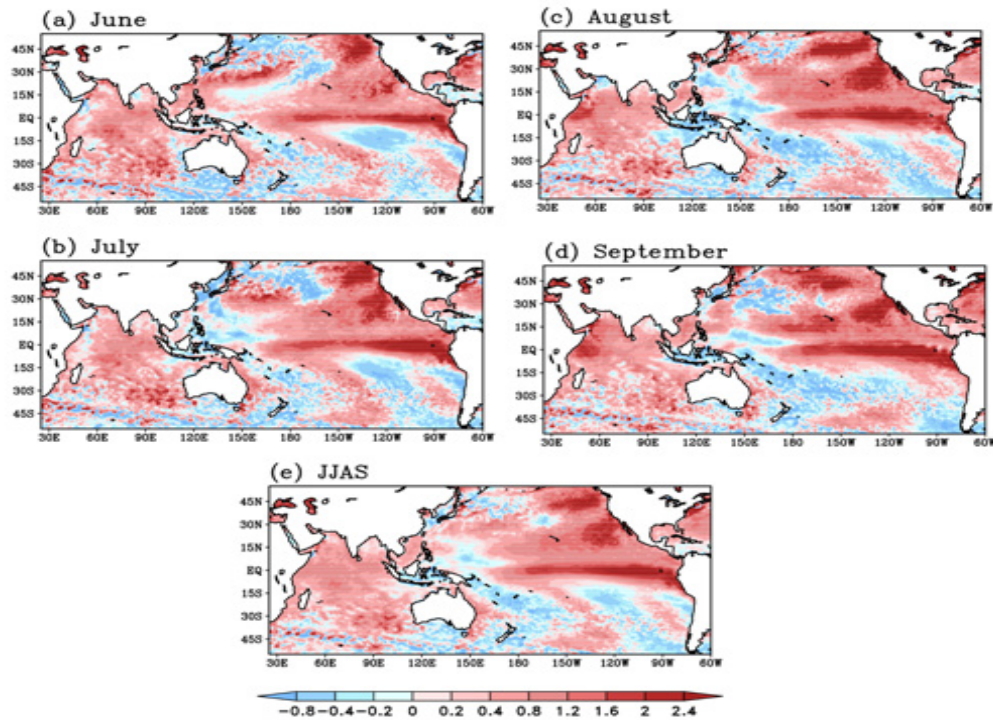 (a) June
45N
30N
15N
EQ
15S
30S
45S
30E 60E 90E 120E 150E 180 150W 120W 90W 60W
(c) August
45N
30N
15N
EQ
15S
30S
45S
30E 60E 90E 120E 150E 180 150W 120W 90W 60W
(b) July
45N
30N
15N
EQ
15S
30S
45S
30E 60E 90E 120E 150E 180 150W 120W 90W 60W
(d) September
45N
30N
15N
EQ
15S
30S
45S
30E 60E 90E 120E 150E 180 150W 120W 90W 60W
(e) JJAS
45N
30N
15N
EQ
15S
30S
45S
30E 60E 90E 120E 150E 180 150W 120W 90W 60W
−0.8 −0.4 −0.2 0 0.2 0.4 0.8 1.2 1.6 2 2.4